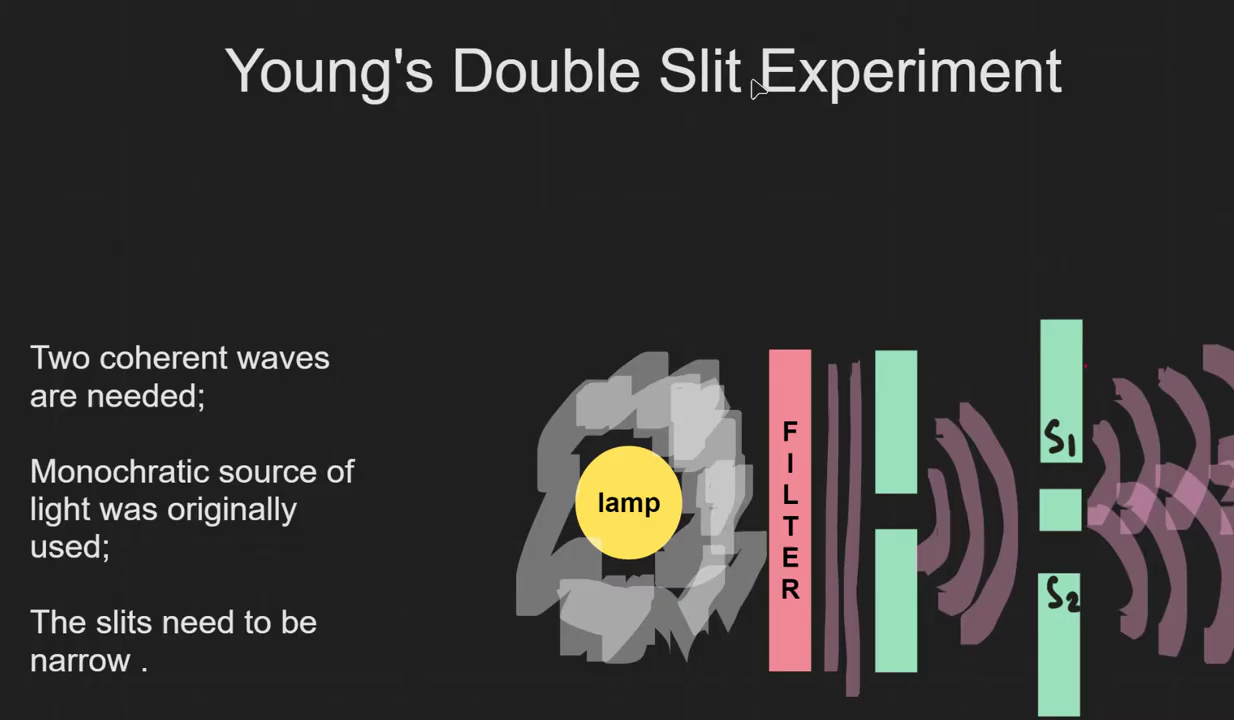 Young's Double Slit Experiment
Two coherent waves
are needed;
Monochratic source of
light was originally
used;
The slits need to be
narrow .
lamp
F
I
L
T
E
R
S1
S2